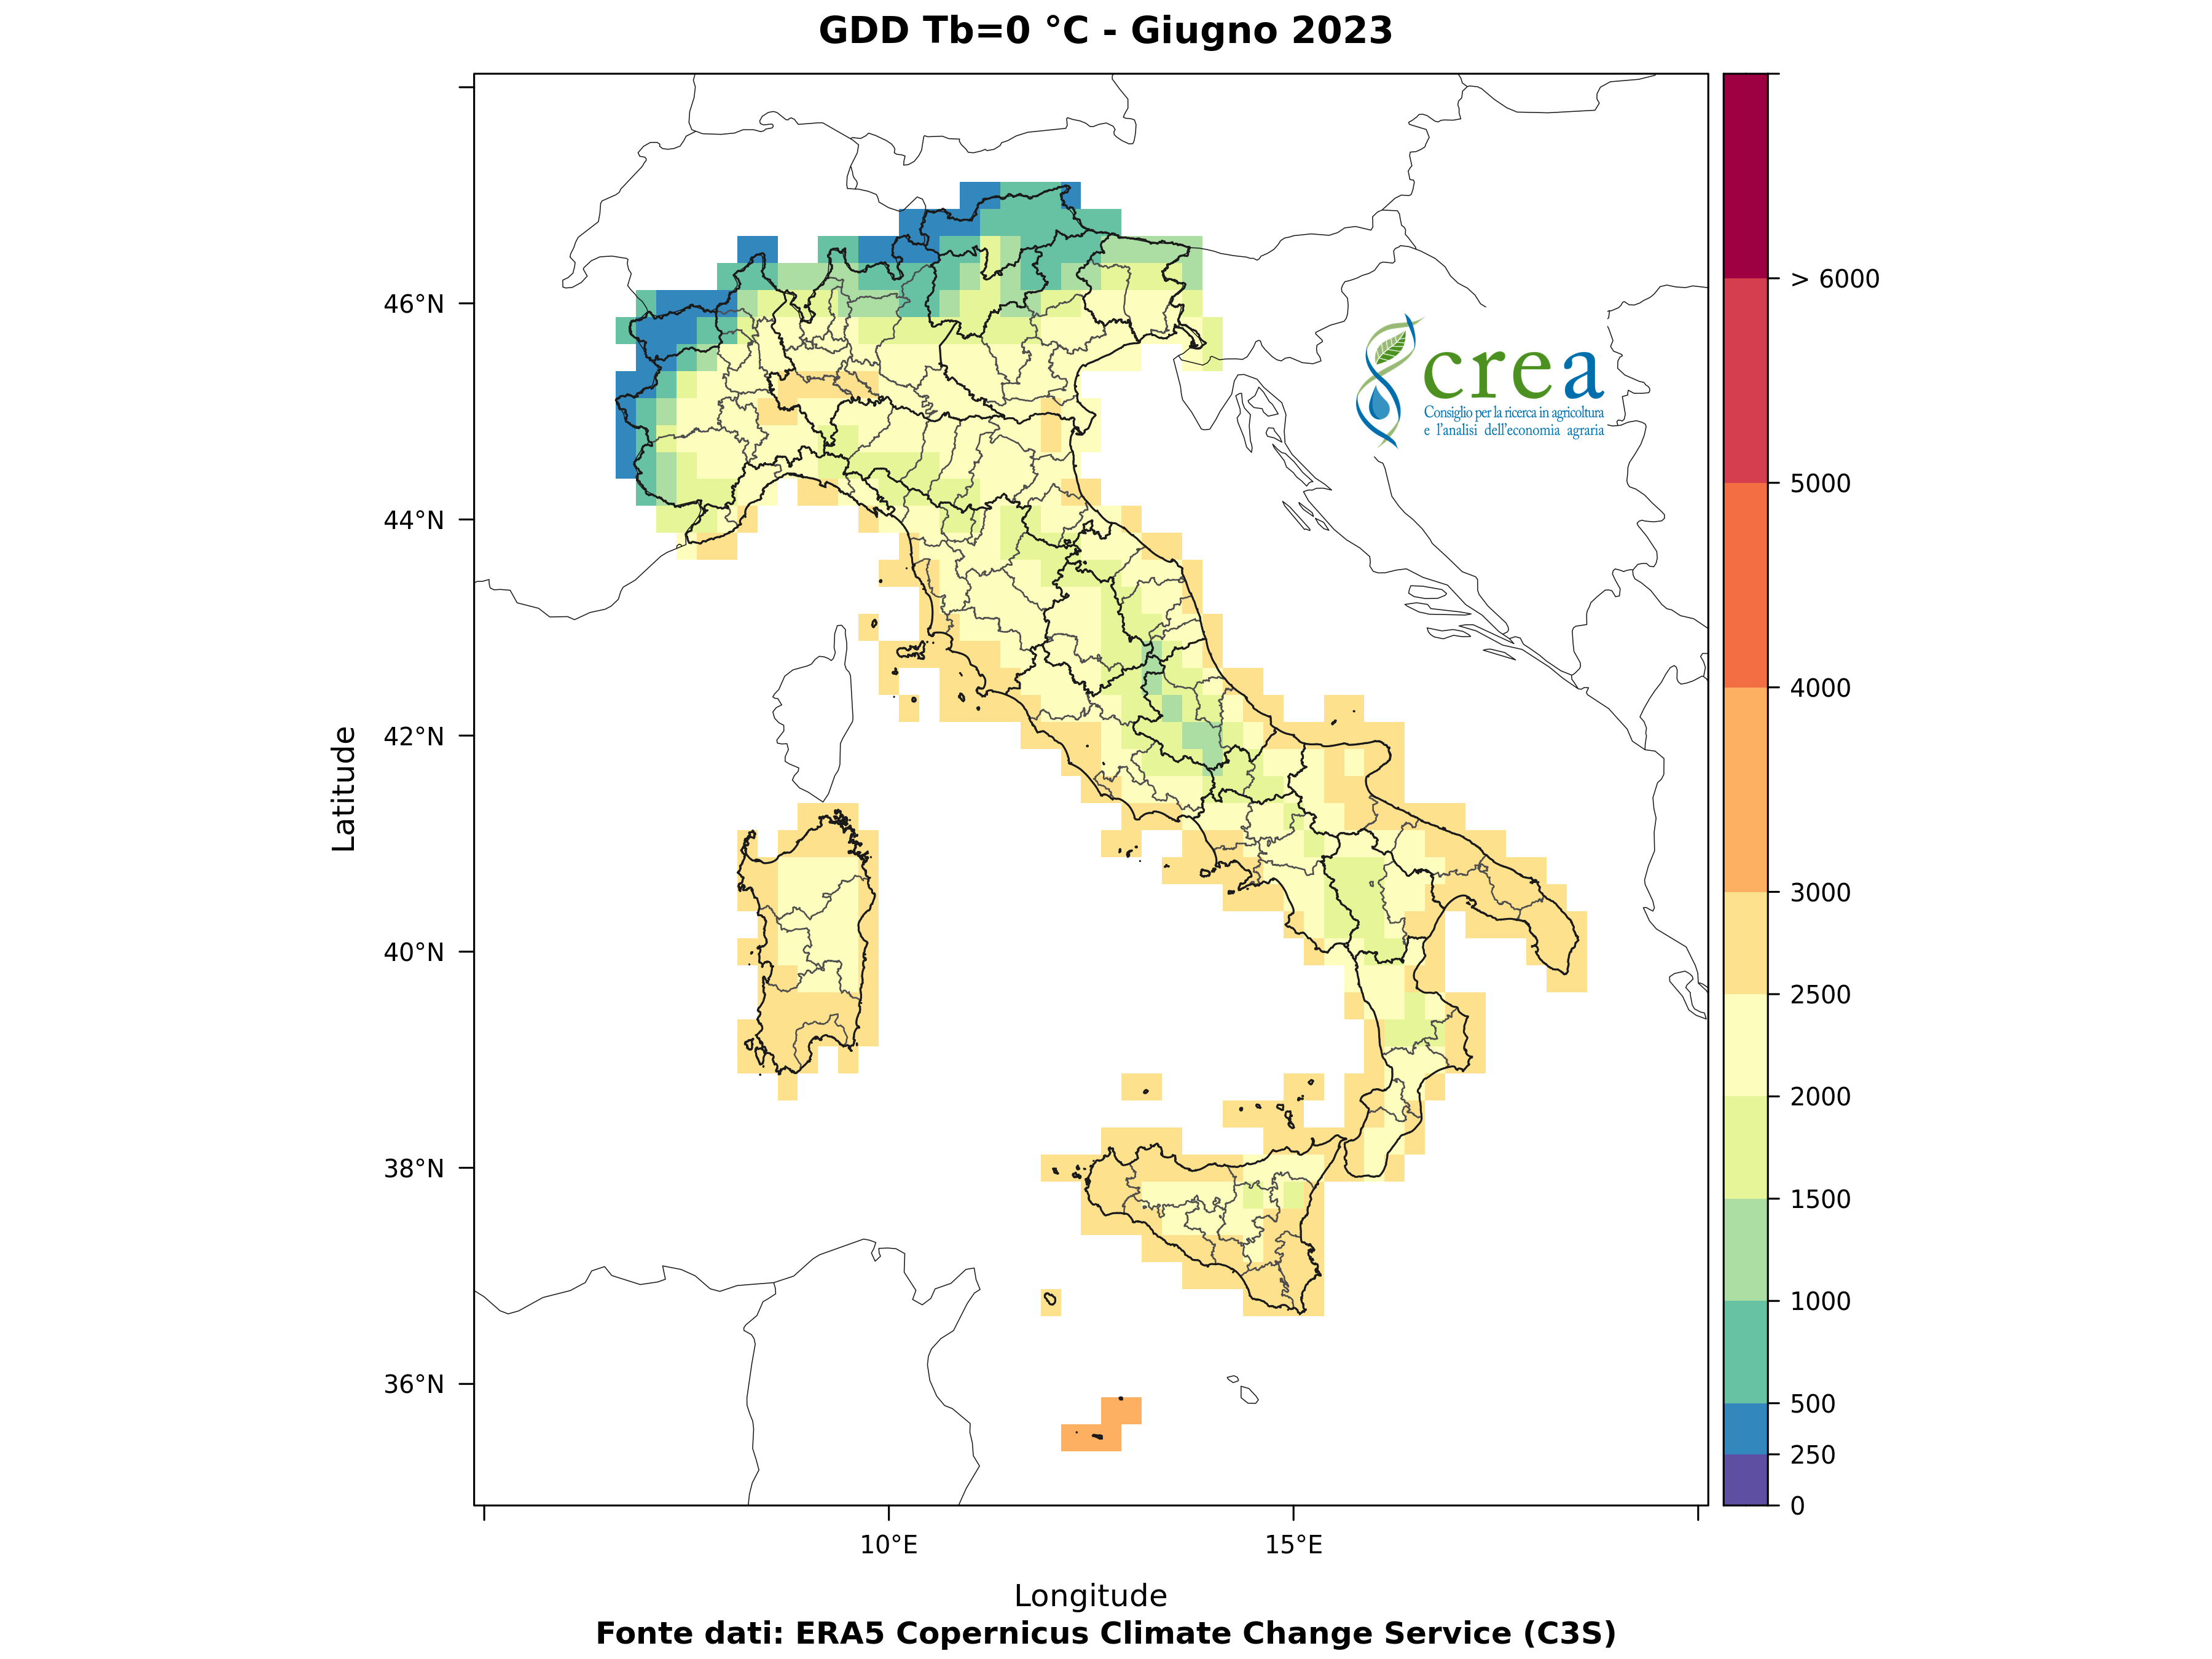 GDD Tb=0 °C - Giugno 2023
crea
Consiglio per la ricerca in agricoltura
e l'analisi dell'economia agraria
> 6000
5000
4000
3000
2500
2000
1500
1000
500
250
0
46°N
44°N
42°N
40°N
38°N
36°N
Latitude
10°E
15°E
Longitude
Fonte dati: ERA5 Copernicus Climate Change Service (C3S)